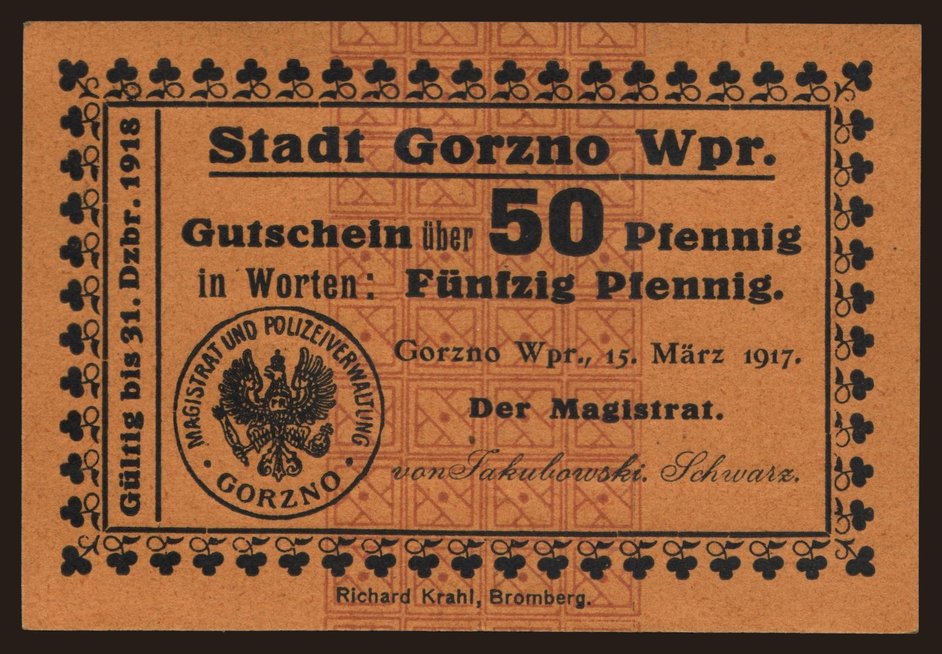 Stadt Gorzno Wpr.
Gutschein über 50 Pfennig
in Worten: Fünfzig Pfennig.
Gorzno Wpr., 15. März 1917.
Der Magistrat.
von Jakubowski. Schwarz.
Gültig bis 31. Dzbr. 1918
MAGISTRAT UND POLIZEIVERWALTUNG
GORZNO
Richard Krahl, Bromberg.